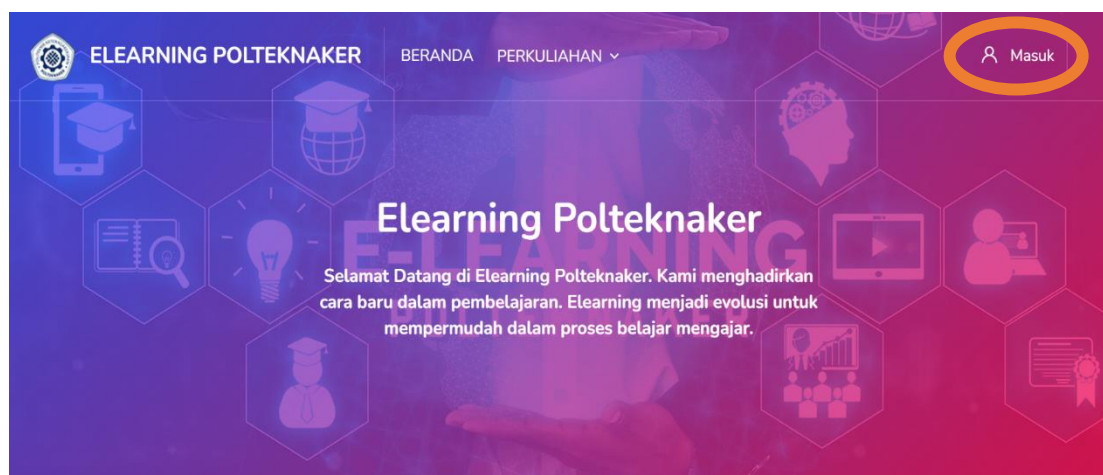 ELEARNING POLTEKNAKER BERANDA PERKULIAHAN Masuk
Elearning Polteknaker
E-LEARNING
Selamat Datang di Elearning Polteknaker. Kami menghadirkan
cara baru dalam pembelajaran. Elearning menjadi evolusi untuk
mempermudah dalam proses belajar mengajar.